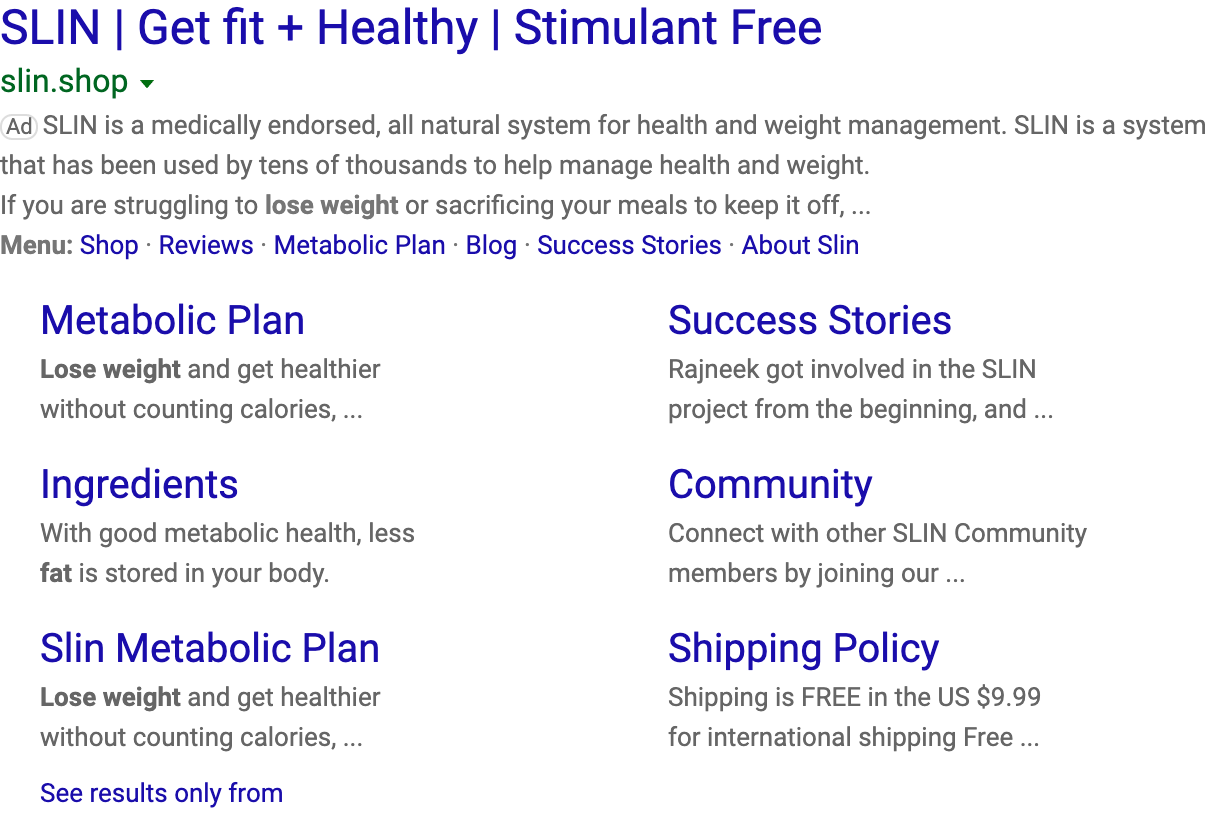 SLIN | Get fit + Healthy | Stimulant Free
slin.shop
Ad SLIN is a medically endorsed, all natural system for health and weight management. SLIN is a system
that has been used by tens of thousands to help manage health and weight.
If you are struggling to lose weight or sacrificing your meals to keep it off, ...
Menu: Shop · Reviews · Metabolic Plan · Blog · Success Stories · About Slin
Metabolic Plan
Lose weight and get healthier
without counting calories, ...
Success Stories
Rajneek got involved in the SLIN
project from the beginning, and ...
Ingredients
With good metabolic health, less
fat is stored in your body.
Community
Connect with other SLIN Community
members by joining our ...
Slin Metabolic Plan
Lose weight and get healthier
without counting calories, ...
Shipping Policy
Shipping is FREE in the US $9.99
for international shipping Free ...
See results only from